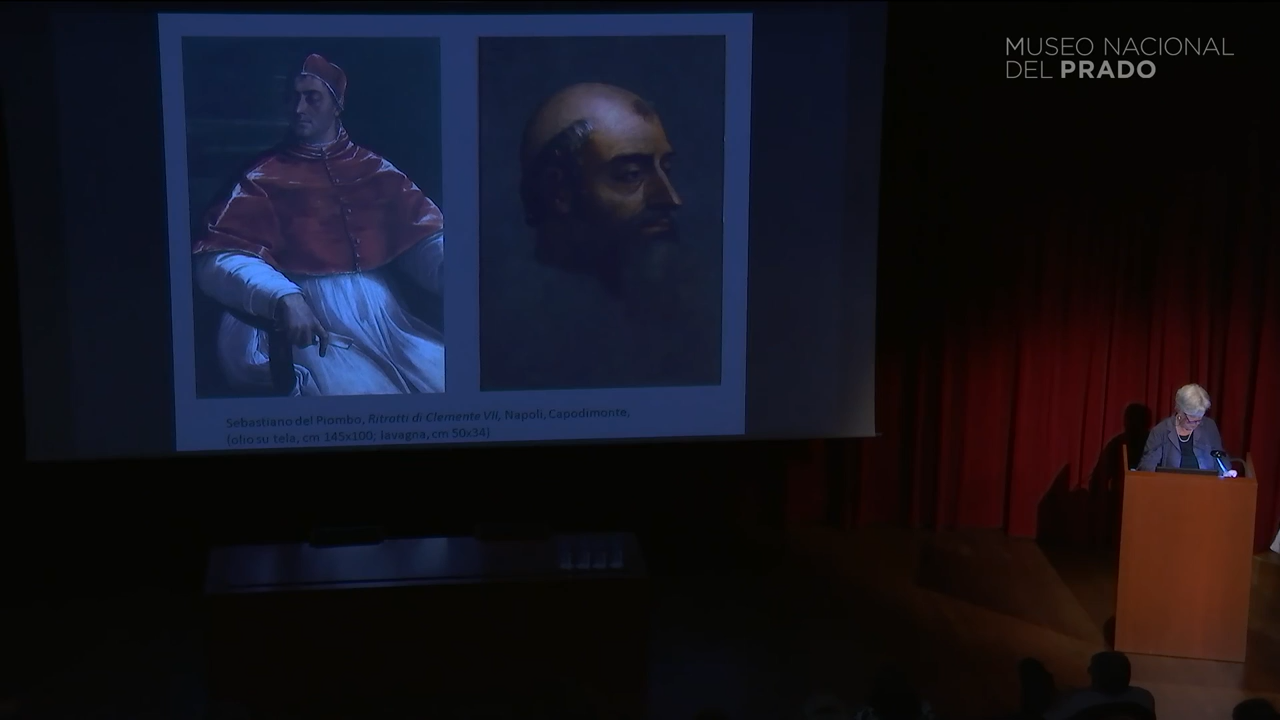 MUSEO NACIONAL
DEL PRADO
Sebastiano del Piombo, Ritratti di Clemente VII, Napoli, Capodimonte,
(olio su tela, cm 145x100; lavagna, cm 50x34)